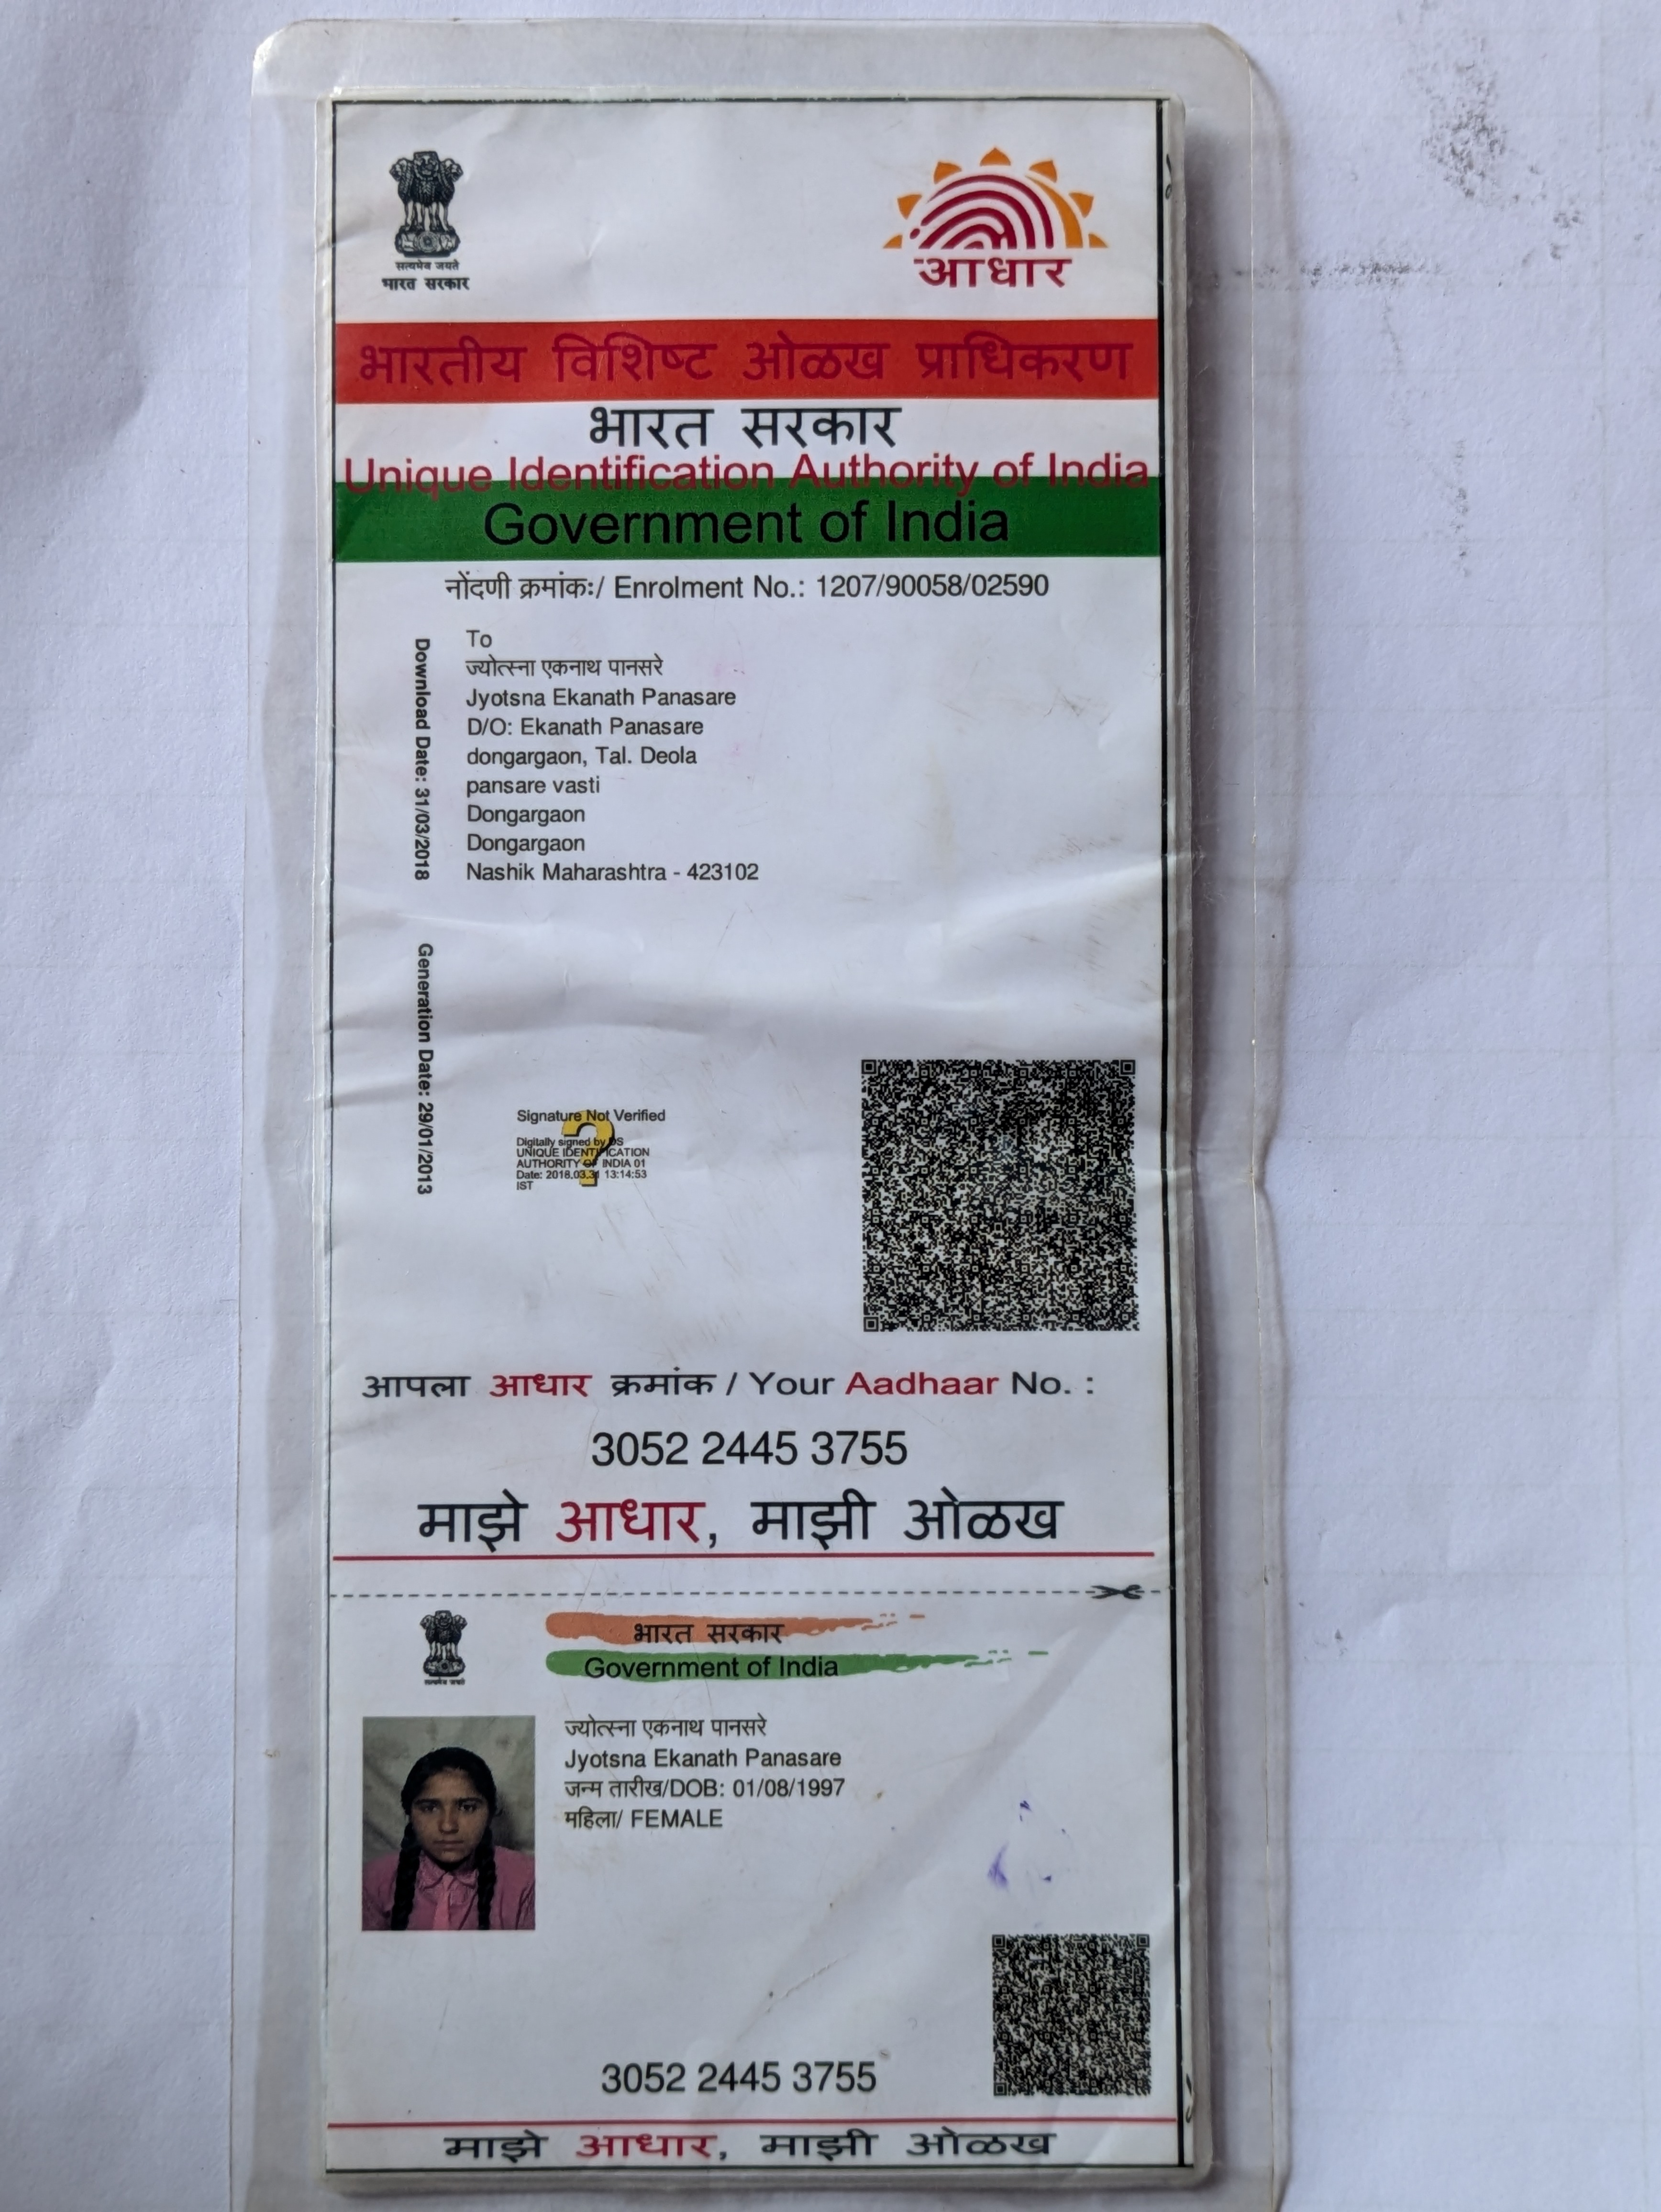 सत्यमेव जयते
भारत सरकार
आधार
भारतीय विशिष्ट ओळख प्राधिकरण
भारत सरकार
Unique Identification Authority of India
Government of India
नोंदणी क्रमांकः/ Enrolment No.: 1207/90058/02590
To
ज्योत्स्ना एकनाथ पानसरे
Jyotsna Ekanath Panasare
D/O: Ekanath Panasare
dongargaon, Tal. Deola
pansare vasti
Dongargaon
Dongargaon
Nashik Maharashtra - 423102
Download Date: 31/03/2018
Generation Date: 29/01/2013
Signature Not Verified
Digitally signed by DS
UNIQUE IDENTIFICATION
AUTHORITY OF INDIA 01
Date: 2018.03.31 13:14:53
IST
आपला आधार क्रमांक / Your Aadhaar No. :
3052 2445 3755
माझे आधार, माझी ओळख
भारत सरकार
Government of India
सत्यमेव जयते
ज्योत्स्ना एकनाथ पानसरे
Jyotsna Ekanath Panasare
जन्म तारीख/DOB: 01/08/1997
महिला/ FEMALE
3052 2445 3755
माझे आधार, माझी ओळख